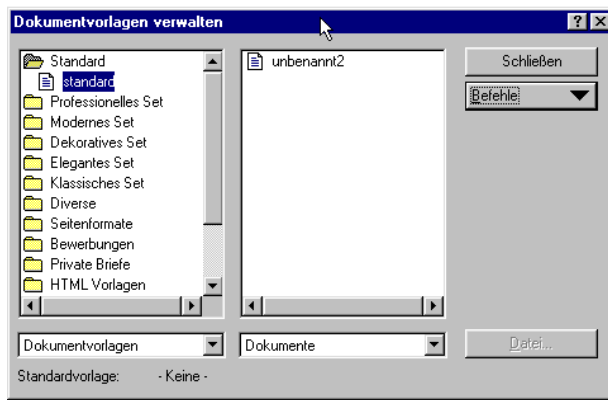 Dokumentvorlagen verwalten
Standard
standard
Professionelles Set
Modernes Set
Dekoratives Set
Elegantes Set
Klassisches Set
Diverse
Seitenformate
Bewerbungen
Private Briefe
HTML Vorlagen
unbenannt2
Schließen
Befehle
Dokumentvorlagen
Dokumente
Datei...
Standardvorlage: - Keine -